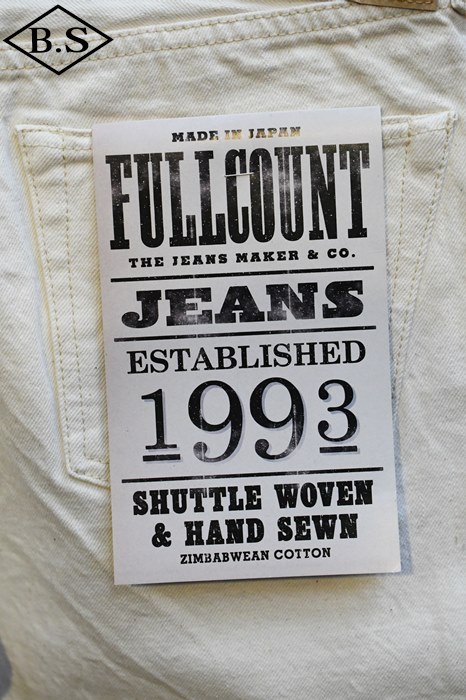 B.S
MADE IN JAPAN
FULLCOUNT
THE JEANS MAKER & CO.
JEANS
ESTABLISHED
1993
SHUTTLE WOVEN
& HAND SEWN
ZIMBABWEAN COTTON